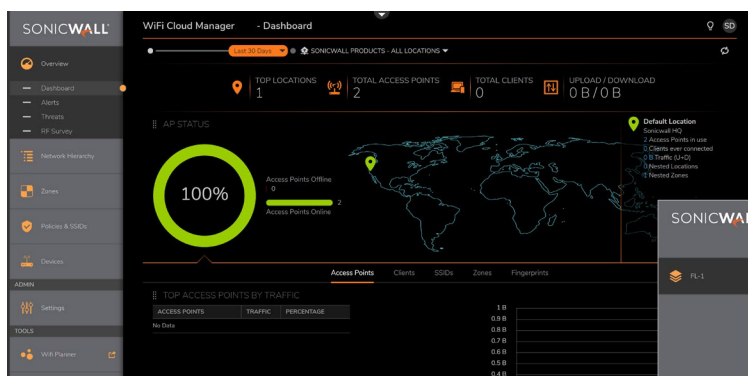 SONICWALL
WiFi Cloud Manager - Dashboard
SD
Last 30 Days
SONICWALL PRODUCTS - ALL LOCATIONS
Overview
Dashboard
Alerts
Threats
RF Survey
Network Hierarchy
Zones
Policies & SSIDs
Devices
ADMIN
Settings
TOOLS
Wifi Planner
TOP LOCATIONS
1
TOTAL ACCESS POINTS
2
TOTAL CLIENTS
0
UPLOAD / DOWNLOAD
0 B / 0 B
AP STATUS
100%
Access Points Offline
0
2
Access Points Online
Default Location
Sonicwall HQ
2 Access Points in use
0 Clients ever connected
0 B Traffic (U+D)
0 Nested Locations
1 Nested Zones
Access Points Clients SSIDs Zones Fingerprints
TOP ACCESS POINTS BY TRAFFIC
ACCESS POINTS TRAFFIC PERCENTAGE
No Data
1 B
0.9 B
0.8 B
0.7 B
0.6 B
0.5 B
0.4 B
SONICWAL
FL-1